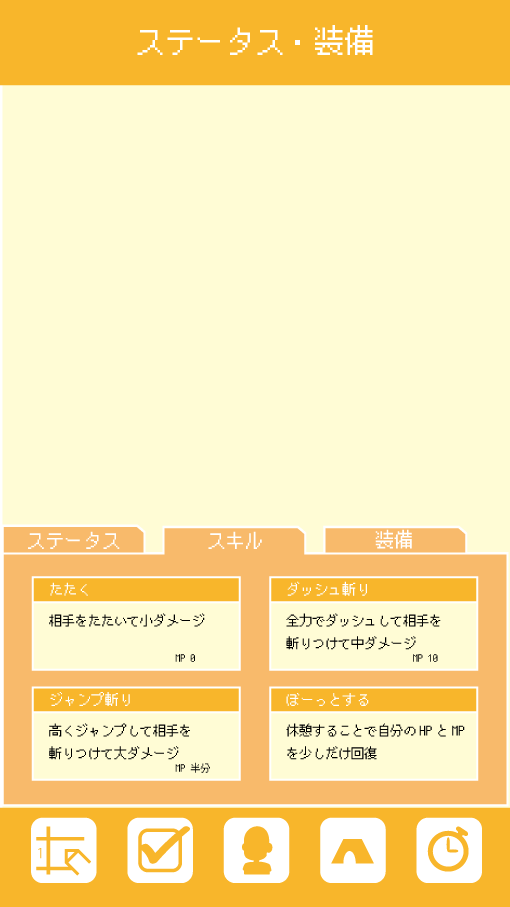 ステータス・装備
ステータス
スキル
装備
たたく
相手をたたいて小ダメージ
MP 0
ダッシュ斬り
全力でダッシュして相手を
斬りつけて中ダメージ
MP 10
ジャンプ斬り
高くジャンプして相手を
斬りつけて大ダメージ
MP 半分
ぼーっとする
休憩することで自分のHPとMP
を少しだけ回復
1